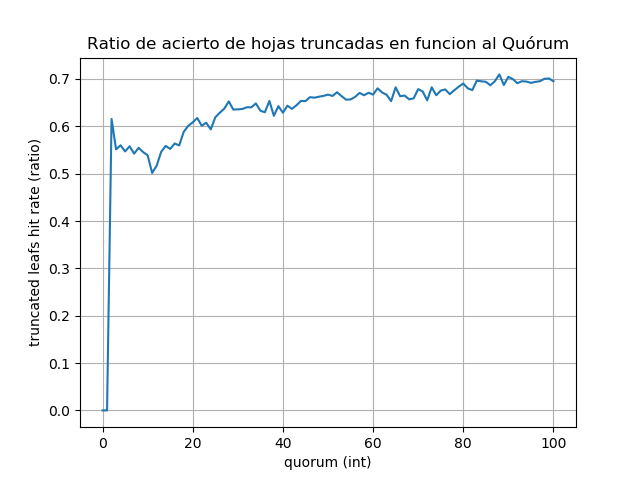 Ratio de acierto de hojas truncadas en funcion al Quórum
truncated leafs hit rate (ratio)
0.7
0.6
0.5
0.4
0.3
0.2
0.1
0.0
0 20 40 60 80 100
quorum (int)